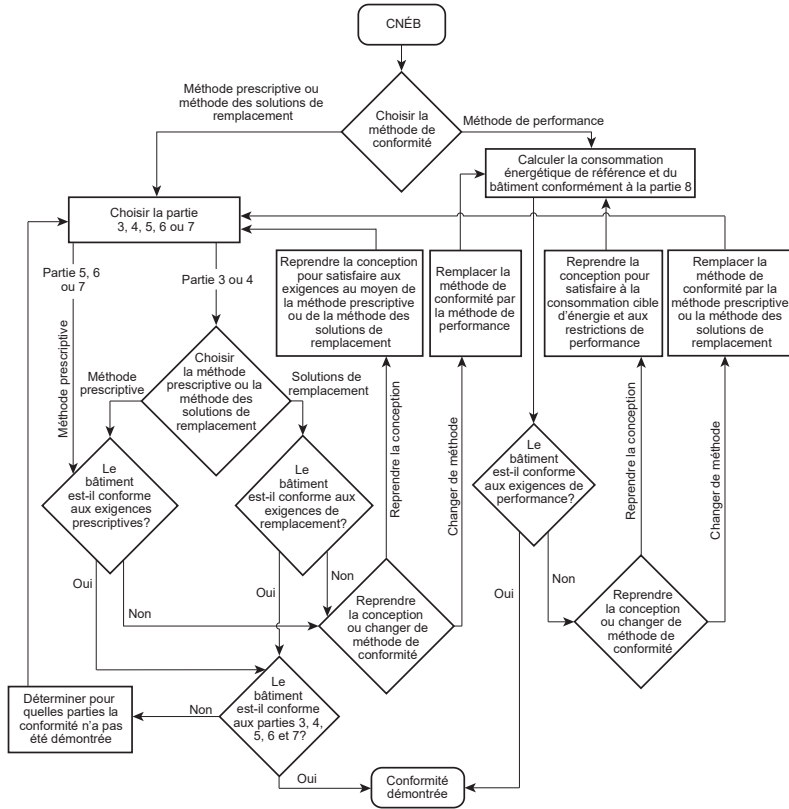 CNÉB
Méthode prescriptive ou
méthode des solutions de
remplacement
Choisir la
méthode de
conformité
Méthode de performance
Calculer la consommation
énergétique de référence et du
bâtiment conformément à la partie 8
Choisir la partie
3, 4, 5, 6 ou 7
Partie 5, 6
ou 7
Partie 3 ou 4
Reprendre la conception
pour satisfaire aux
exigences au moyen de
la méthode prescriptive
ou de la méthode des
solutions de
remplacement
Remplacer la
méthode de
conformité par
la méthode de
performance
Reprendre la
conception pour
satisfaire à la
consommation cible
d'énergie et aux
restrictions de
performance
Remplacer la
méthode de
conformité par la
méthode prescriptive
ou la méthode des
solutions de
remplacement
Méthode prescriptive
Méthode
prescriptive
Choisir
la méthode
prescriptive ou la
méthode des
solutions de
remplacement
Solutions de
remplacement
Reprendre la conception
Changer de méthode
Reprendre la conception
Changer de méthode
Le
bâtiment
est-il conforme
aux exigences
prescriptives?
Le
bâtiment
est-il conforme aux
exigences de
remplacement?
Le
bâtiment
est-il conforme
aux exigences de
performance?
Oui
Non
Oui
Non
Oui
Non
Reprendre
la conception
ou changer de
méthode de
conformité
Reprendre
la conception
ou changer de
méthode de
conformité
Déterminer pour
quelles parties la
conformité n'a pas
été démontrée
Non
Le
bâtiment
est-il conforme
aux parties 3, 4,
5, 6 et 7?
Oui
Conformité
démontrée